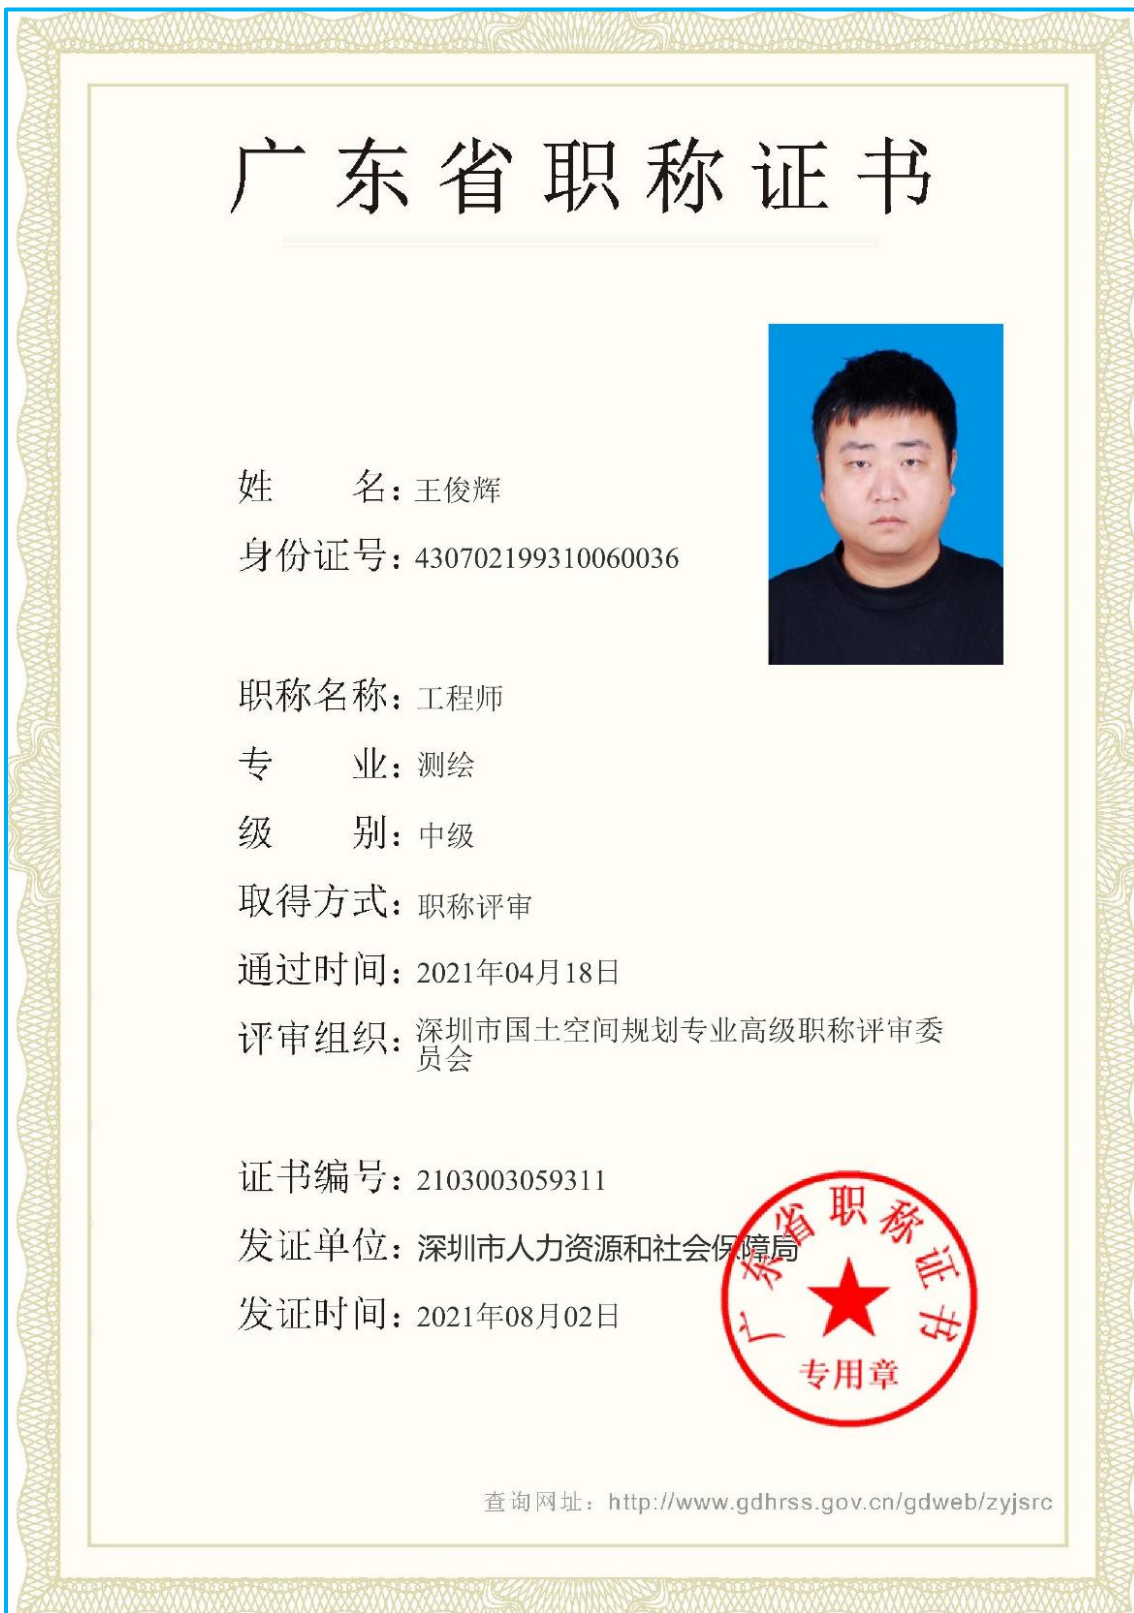 广东省职称证书
姓 名：王俊辉
身份证号：430702199310060036
职称名称：工程师
专 业：测绘
级 别：中级
取得方式：职称评审
通过时间：2021年04月18日
评审组织：深圳市国土空间规划专业高级职称评审委
员会
证书编号：2103003059311
发证单位：深圳市人力资源和社会保障局
发证时间：2021年08月02日
广东省职称证书
专用章
查询网址：http://www.gdhrss.gov.cn/gdweb/zyjsrc